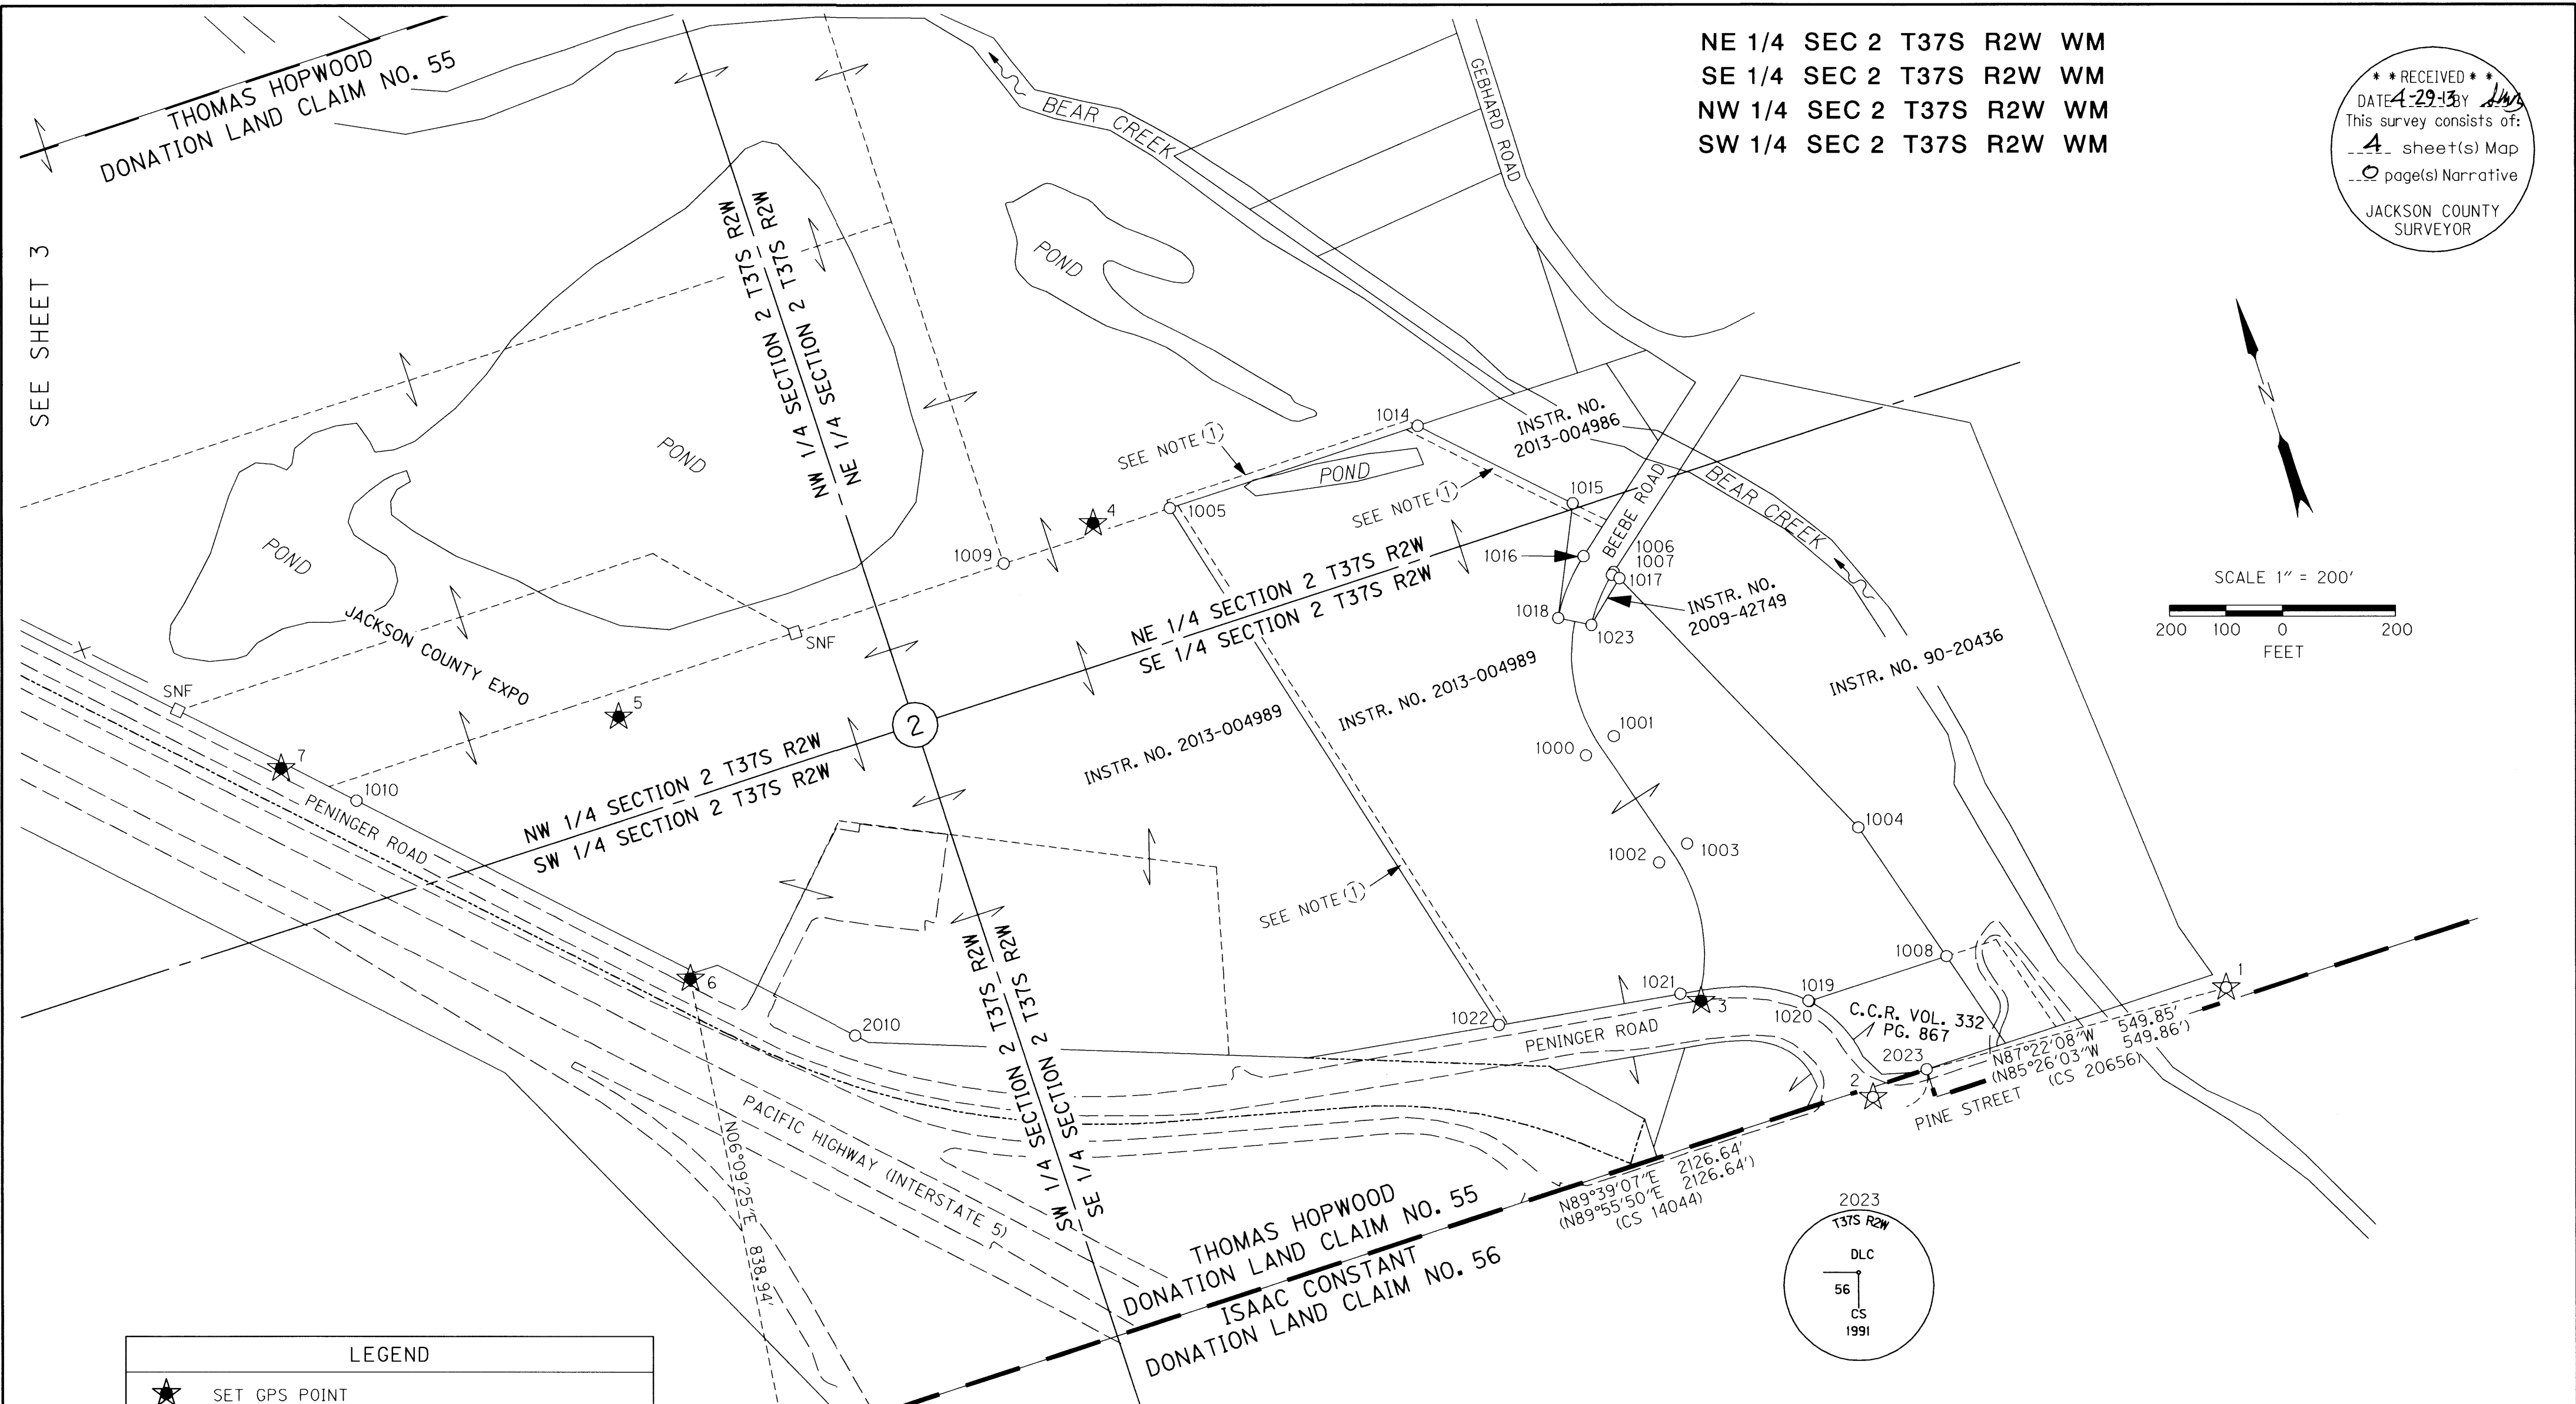 NE 1/4 SEC 2 T37S R2W WM
SE 1/4 SEC 2 T37S R2W WM
NW 1/4 SEC 2 T37S R2W WM
SW 1/4 SEC 2 T37S R2W WM
* * RECEIVED * *
DATE 4-29-13 BY
This survey consists of:
4 sheet(s) Map
0 page(s) Narrative
JACKSON COUNTY
SURVEYOR
THOMAS HOPWOOD
DONATION LAND CLAIM NO. 55
SEE SHEET 3
BEAR CREEK
GEBHARD ROAD
POND
NW 1/4 SECTION 2 T37S R2W
NE 1/4 SECTION 2 T37S R2W
POND
POND
N
1014
INSTR. NO.
2013-004986
SEE NOTE 1
POND
SEE NOTE 1
1015
BEEBE ROAD
BEAR CREEK
4
1005
1009
1016
1006
1007
1017
1018
1023
INSTR. NO.
2009-42749
NE 1/4 SECTION 2 T37S R2W
SE 1/4 SECTION 2 T37S R2W
SCALE 1" = 200'
200 100 0 200
FEET
POND
JACKSON COUNTY EXPO
SNF
SNF
5
7
1010
PENINGER ROAD
2
NW 1/4 SECTION 2 T37S R2W
SW 1/4 SECTION 2 T37S R2W
INSTR. NO. 2013-004989
INSTR. NO. 2013-004989
INSTR. NO. 90-20436
1001
1000
1002
1003
1004
SEE NOTE 1
SW 1/4 SECTION 2 T37S R2W
SE 1/4 SECTION 2 T37S R2W
6
2010
1022
1021
3
1019
1020
1008
1
PENINGER ROAD
C.C.R. VOL. 332
PG. 867
2023
2
N87°22'08"W 549.85'
(N85°26'03"W 549.86')
(CS 20656)
PINE STREET
PACIFIC HIGHWAY (INTERSTATE 5)
N06°09'25"E 838.94'
N89°39'07"E 2126.64'
(N89°55'50"E 2126.64')
(CS 14044)
THOMAS HOPWOOD
DONATION LAND CLAIM NO. 55
ISAAC CONSTANT
DONATION LAND CLAIM NO. 56
2023
T37S R2W
DLC
56
CS
1991
LEGEND
SET GPS POINT